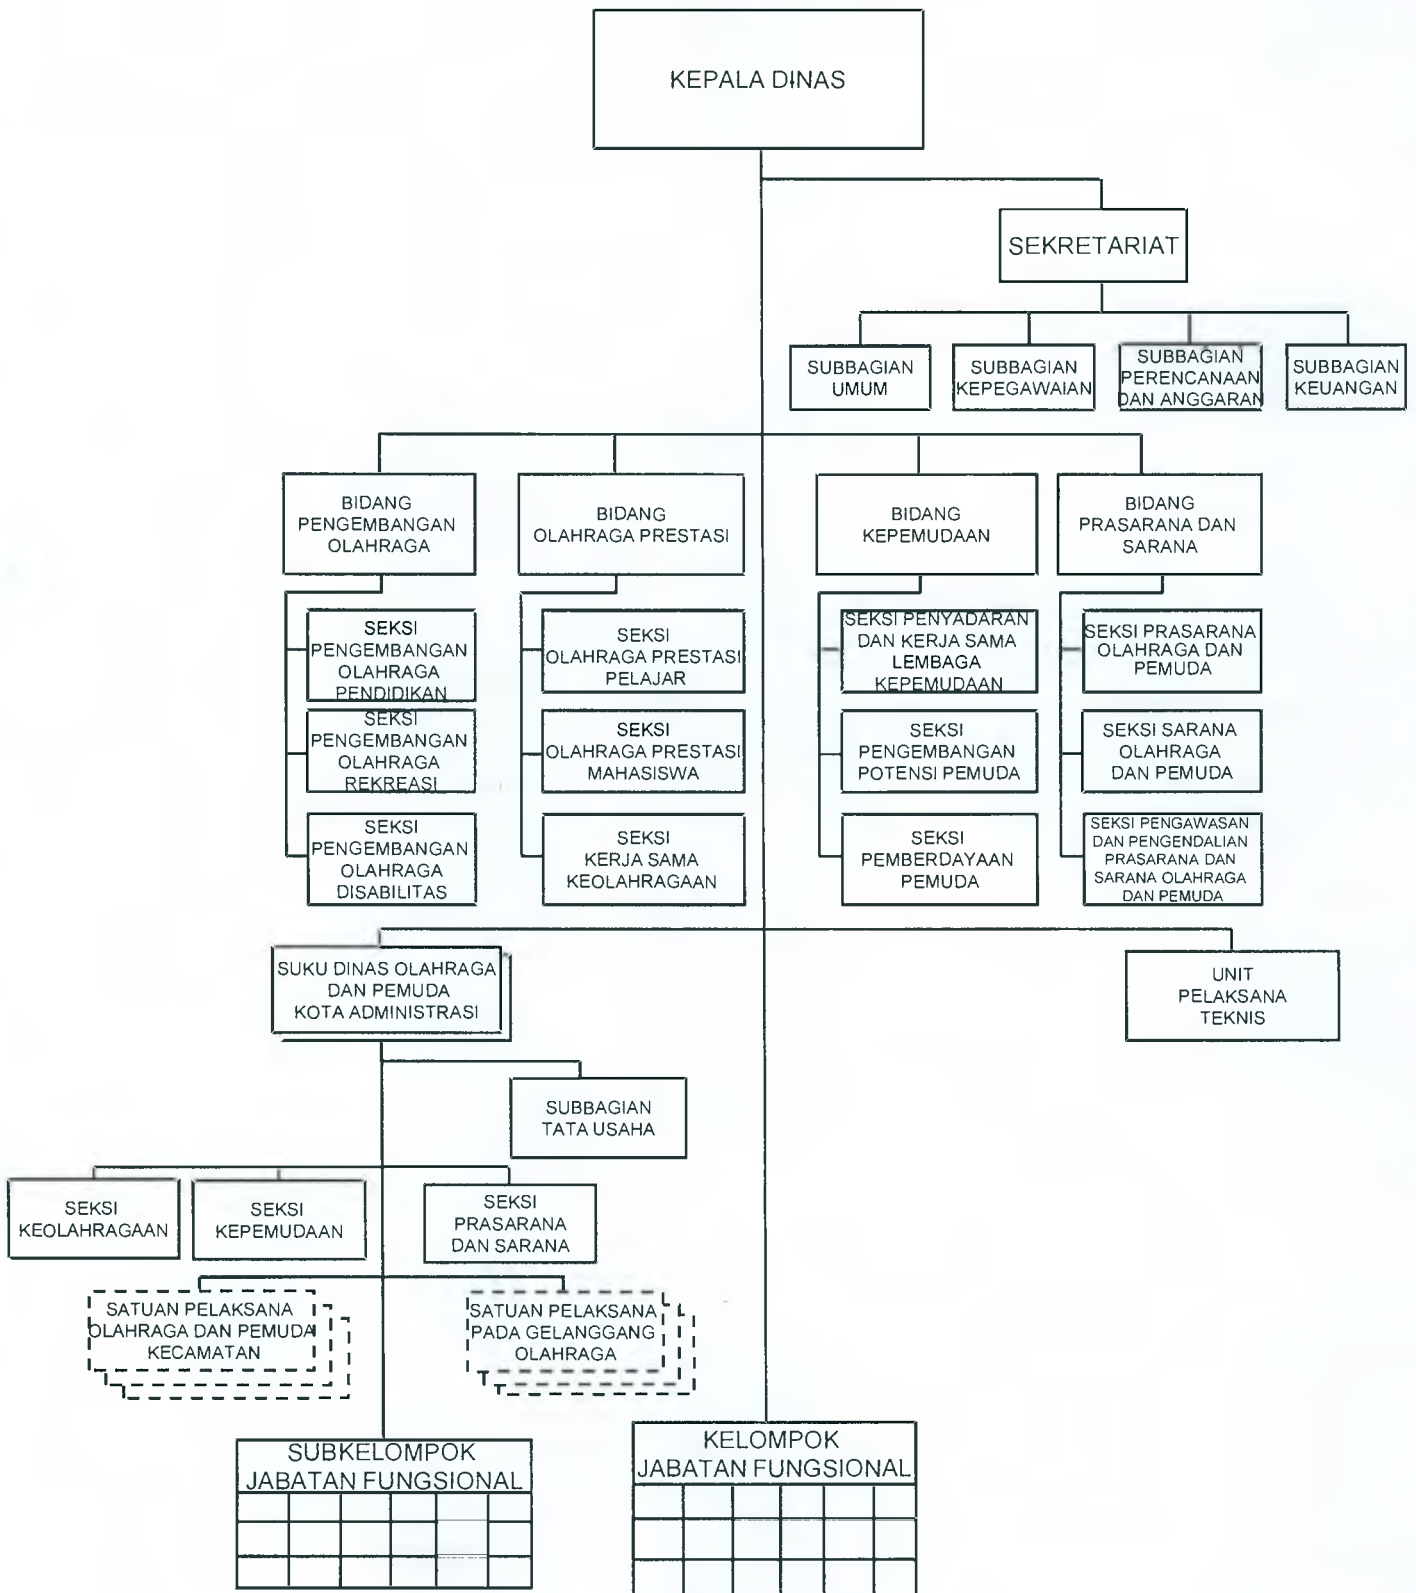 KEPALA DINAS
SEKRETARIAT
SUBBAGIAN
UMUM
SUBBAGIAN
KEPEGAWAIAN
SUBBAGIAN
PERENCANAAN
DAN ANGGARAN
SUBBAGIAN
KEUANGAN
BIDANG
PENGEMBANGAN
OLAHRAGA
BIDANG
OLAHRAGA PRESTASI
BIDANG
KEPEMUDAAN
BIDANG
PRASARANA DAN
SARANA
SEKSI
PENGEMBANGAN
OLAHRAGA
PENDIDIKAN
SEKSI
OLAHRAGA PRESTASI
PELAJAR
SEKSI PENYADARAN
DAN KERJA SAMA
LEMBAGA
KEPEMUDAAN
SEKSI PRASARANA
OLAHRAGA DAN
PEMUDA
SEKSI
PENGEMBANGAN
OLAHRAGA
REKREASI
SEKSI
OLAHRAGA PRESTASI
MAHASISWA
SEKSI
PENGEMBANGAN
POTENSI PEMUDA
SEKSI SARANA
OLAHRAGA
DAN PEMUDA
SEKSI
PENGEMBANGAN
OLAHRAGA
DISABILITAS
SEKSI
KERJA SAMA
KEOLAHRAGAAN
SEKSI
PEMBERDAYAAN
PEMUDA
SEKSI PENGAWASAN
DAN PENGENDALIAN
PRASARANA DAN
SARANA OLAHRAGA
DAN PEMUDA
SUKU DINAS OLAHRAGA
DAN PEMUDA
KOTA ADMINISTRASI
UNIT
PELAKSANA
TEKNIS
SUBBAGIAN
TATA USAHA
SEKSI
KEOLAHRAGAAN
SEKSI
KEPEMUDAAN
SEKSI
PRASARANA
DAN SARANA
SATUAN PELAKSANA
OLAHRAGA DAN PEMUDA
KECAMATAN
SATUAN PELAKSANA
PADA GELANGGANG
OLAHRAGA
SUBKELOMPOK
JABATAN FUNGSIONAL
KELOMPOK
JABATAN FUNGSIONAL